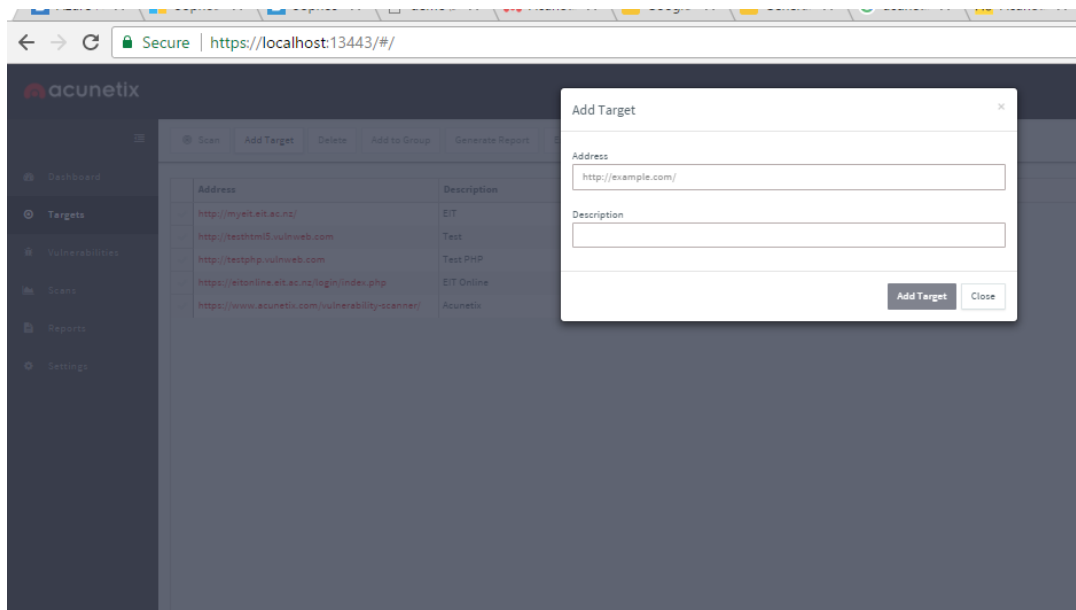 Secure | https://localhost:13443/#/
acunetix
Add Target
Scan Add Target Delete Add to Group Generate Report
Address
http://example.com/
Description
Add Target Close
Dashboard
Targets
Vulnerabilities
Scans
Reports
Settings
Address Description
http://myeit.eit.ac.nz/ EIT
http://testhtml5.vulnweb.com Test
http://testphp.vulnweb.com Test PHP
https://eitonline.eit.ac.nz/login/index.php EIT Online
https://www.acunetix.com/vulnerability-scanner/ Acunetix